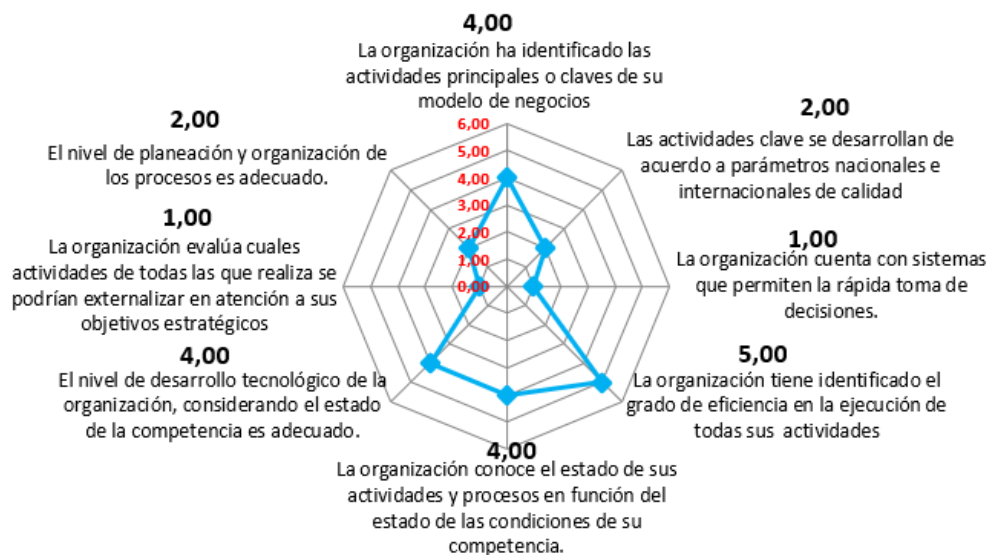 4,00
La organización ha identificado las
actividades principales o claves de su
modelo de negocios
2,00
Las actividades clave se desarrollan de
acuerdo a parámetros nacionales e
internacionales de calidad
1,00
La organización cuenta con sistemas
que permiten la rápida toma de
decisiones.
5,00
La organización tiene identificado el
grado de eficiencia en la ejecución de
todas sus actividades
4,00
La organización conoce el estado de sus
actividades y procesos en función del
estado de las condiciones de su
competencia.
4,00
El nivel de desarrollo tecnológico de la
organización, considerando el estado
de la competencia es adecuado.
1,00
La organización evalúa cuales
actividades de todas las que realiza se
podrían externalizar en atención a sus
objetivos estratégicos
2,00
El nivel de planeación y organización de
los procesos es adecuado.
6,00
5,00
4,00
3,00
2,00
1,00
0,00